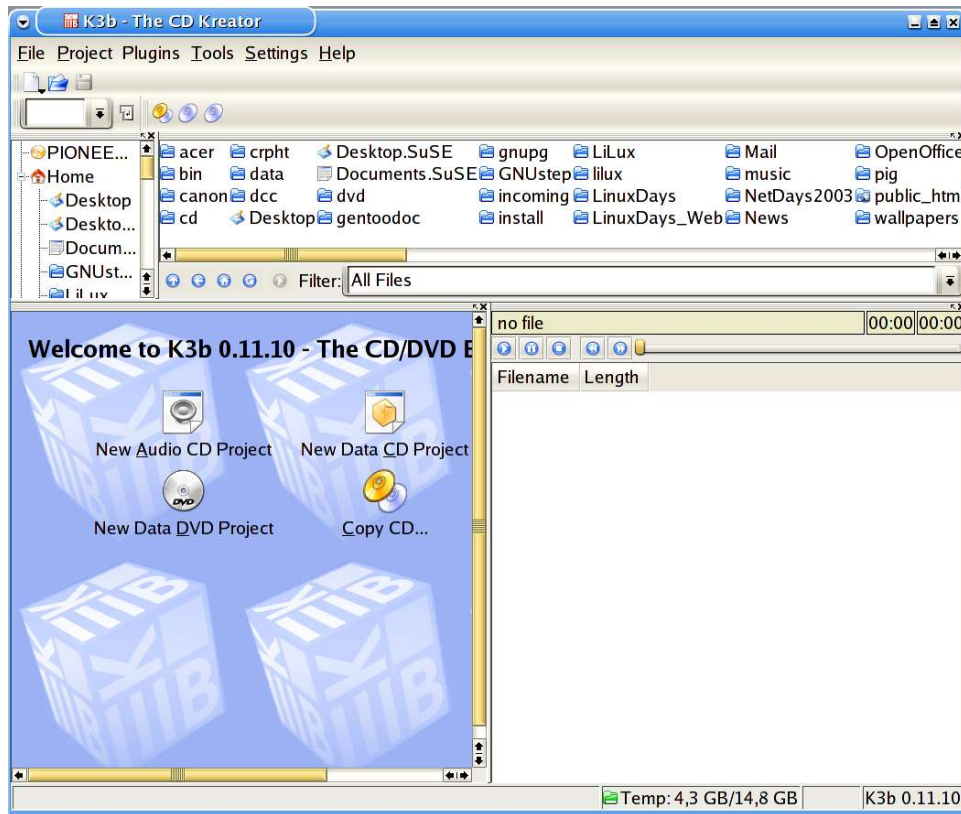 K3b - The CD Kreator
File Project Plugins Tools Settings Help
PIONEE...
Home
Desktop
Deskto...
Docum...
GNUst...
LiLux
acer crpht Desktop.SuSE gnupg LiLux Mail OpenOffice
bin data Documents.SuSE GNUstep lilux music pig
canon dcc dvd incoming LinuxDays NetDays2003 public_htm
cd Desktop gentoodoc install LinuxDays_Web News wallpapers
Filter: All Files
Welcome to K3b 0.11.10 - The CD/DVD
New Audio CD Project New Data CD Project
New Data DVD Project Copy CD...
no file 00:00 00:00
Filename Length
Temp: 4,3 GB/14,8 GB K3b 0.11.10